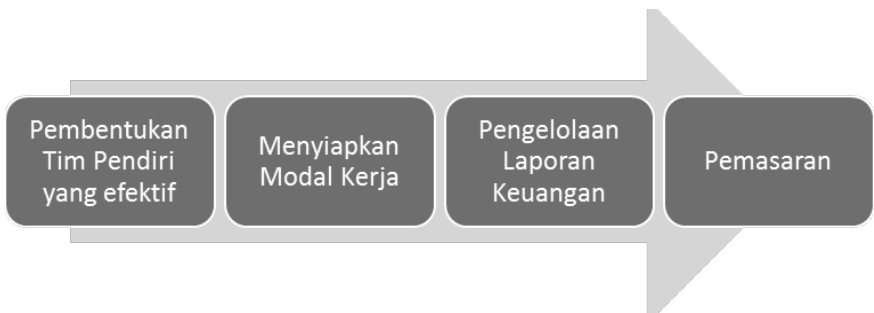 Pembentukan
Tim Pendiri
yang efektif
Menyiapkan
Modal Kerja
Pengelolaan
Laporan
Keuangan
Pemasaran